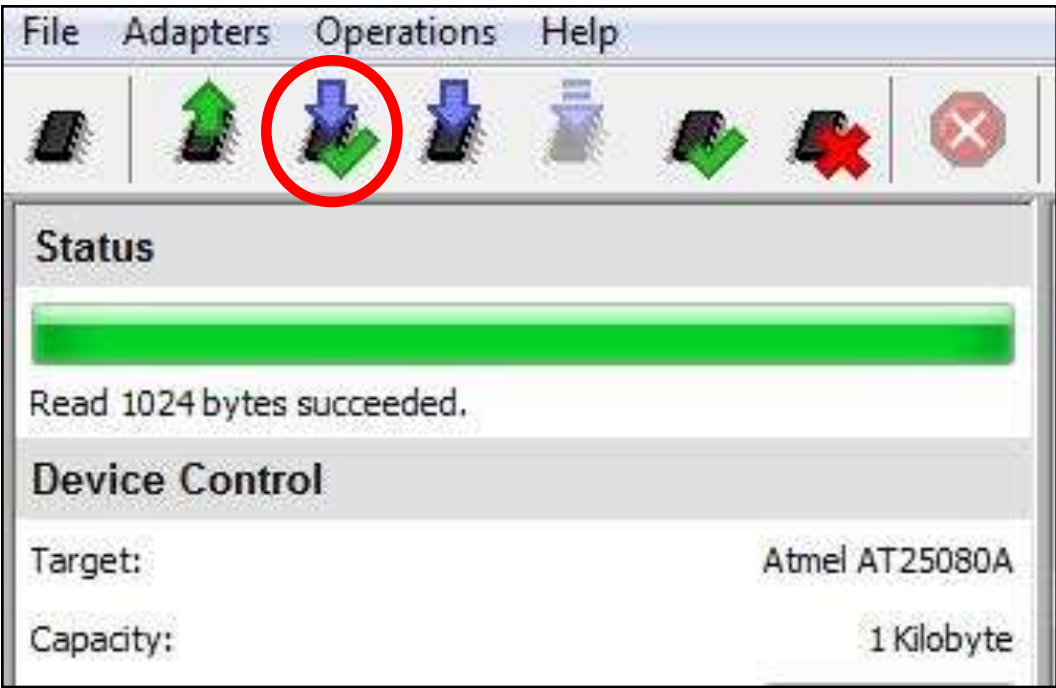 File Adapters Operations Help
Status
Read 1024 bytes succeeded.
Device Control
Target: Atmel AT25080A
Capacity: 1 Kilobyte